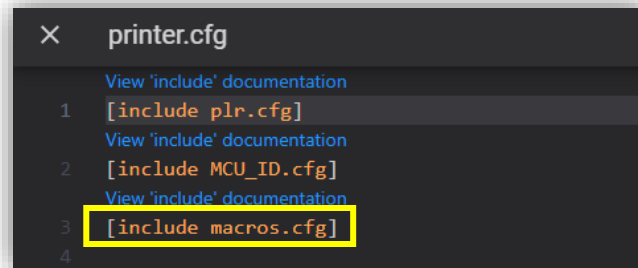 × printer.cfg
View 'include' documentation
1 [include plr.cfg]
View 'include' documentation
2 [include MCU_ID.cfg]
View 'include' documentation
3 [include macros.cfg]
4